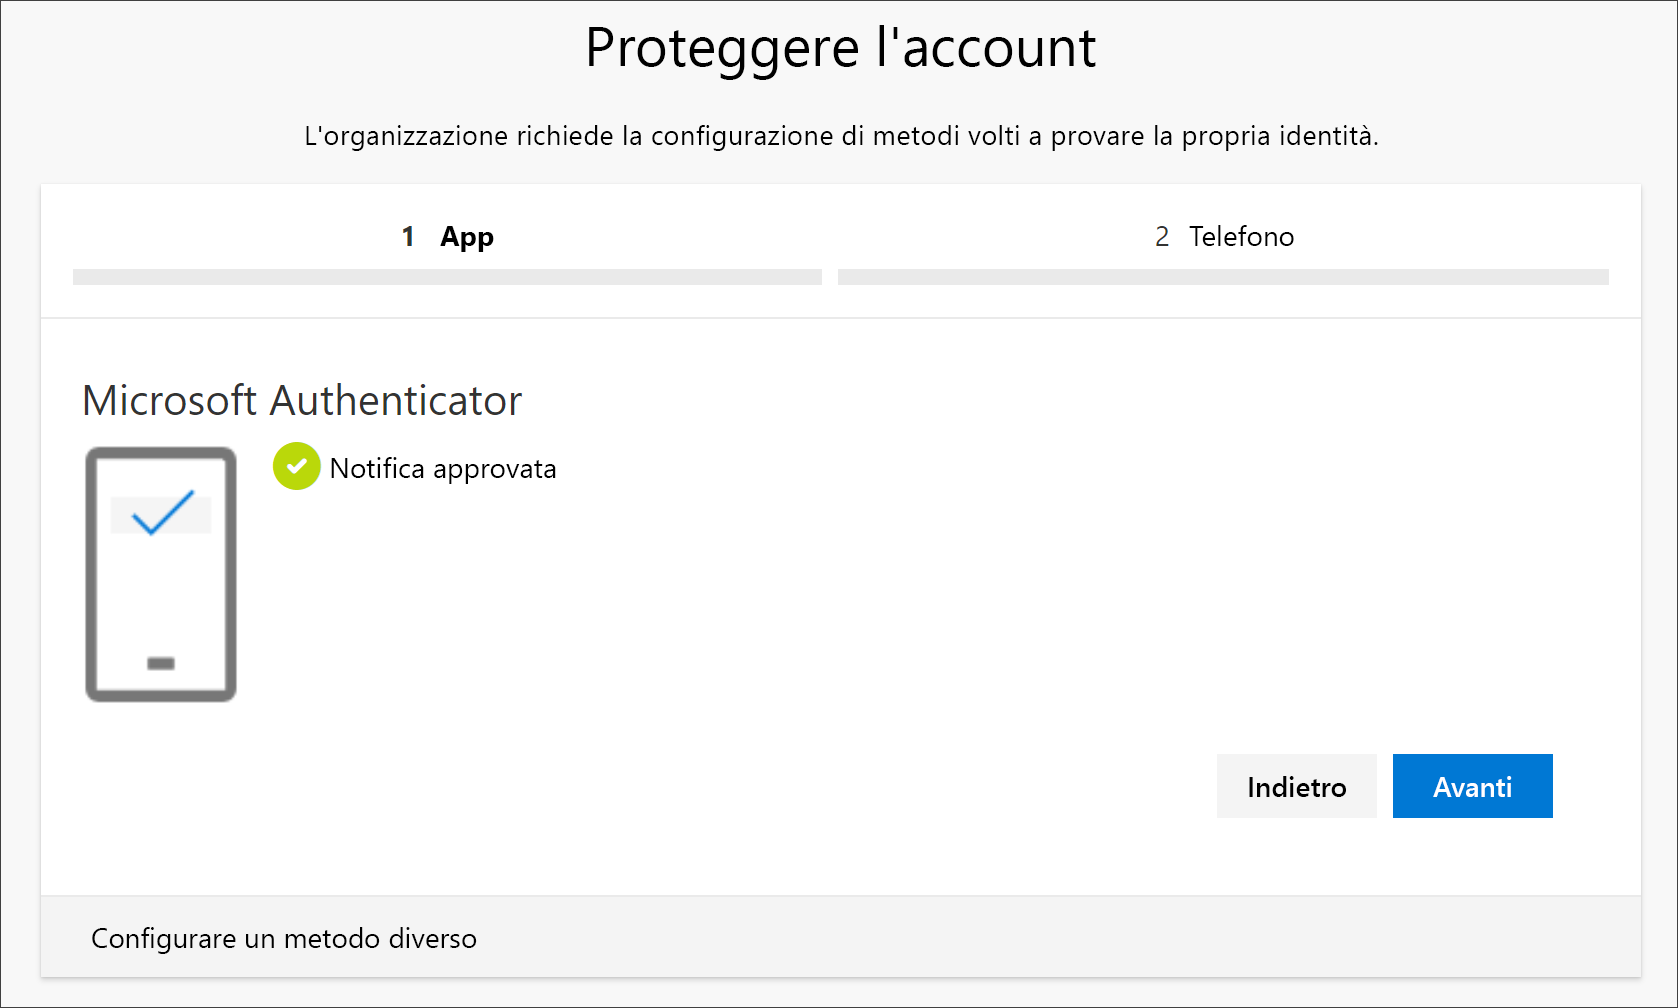 Proteggere l'account
L'organizzazione richiede la configurazione di metodi volti a provare la propria identità.
1 App
2 Telefono
Microsoft Authenticator
Notifica approvata
Indietro
Avanti
Configurare un metodo diverso